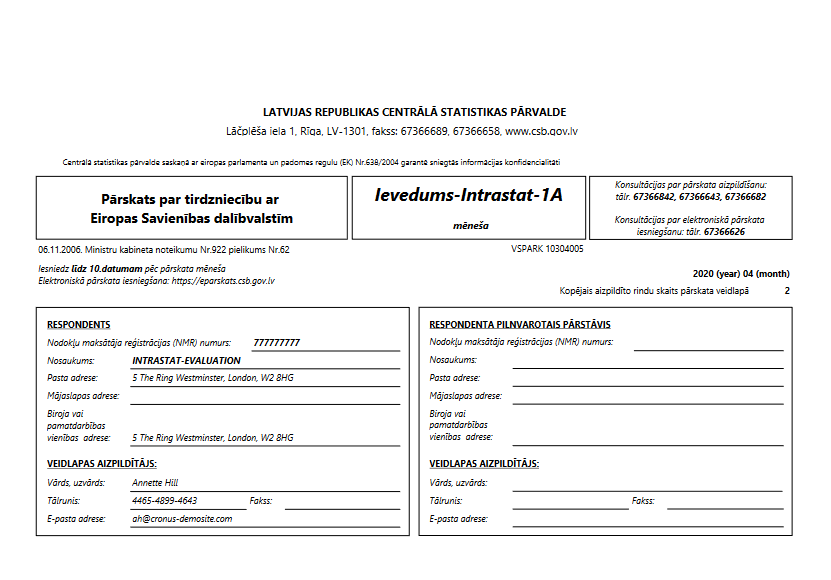 LATVIJAS REPUBLIKAS CENTRĀLĀ STATISTIKAS PĀRVALDE
Lāčplēša iela 1, Rīga, LV-1301, fakss: 67366689, 67366658, www.csb.gov.lv
Centrālā statistikas pārvalde saskaņā ar eiropas parlamenta un padomes regulu (EK) Nr.638/2004 garantē sniegtās informācijas konfidencialitāti
Pārskats par tirdzniecību ar
Eiropas Savienības dalībvalstīm
Ievedums-Intrastat-1A
mēneša
Konsultācijas par pārskata aizpildīšanu:
tālr. 67366842, 67366643, 67366682
Konsultācijas par elektroniskā pārskata
iesniegšanu: tālr. 67366626
06.11.2006. Ministru kabineta noteikumu Nr.922 pielikums Nr.62
VSPARK 10304005
Iesniedz līdz 10.datumam pēc pārskata mēneša
Elektroniskā pārskata iesniegšana: https://eparskats.csb.gov.lv
2020 (year) 04 (month)
Kopējais aizpildīto rindu skaits pārskata veidlapā 2
RESPONDENTS
Nodokļu maksātāja reģistrācijas (NMR) numurs: 777777777
Nosaukums: INTRASTAT-EVALUATION
Pasta adrese: 5 The Ring Westminster, London, W2 8HG
Mājaslapas adrese:
Biroja vai
pamatdarbības
vienības adrese: 5 The Ring Westminster, London, W2 8HG
VEIDLAPAS AIZPILDĪTĀJS:
Vārds, uzvārds: Annette Hill
Tālrunis: 4465-4899-4643 Fakss:
E-pasta adrese: ah@cronus-demosite.com
RESPONDENTA PILNVAROTAIS PĀRSTĀVIS
Nodokļu maksātāja reģistrācijas (NMR) numurs:
Nosaukums:
Pasta adrese:
Mājaslapas adrese:
Biroja vai
pamatdarbības
vienības adrese:
VEIDLAPAS AIZPILDĪTĀJS:
Vārds, uzvārds:
Tālrunis: Fakss:
E-pasta adrese: